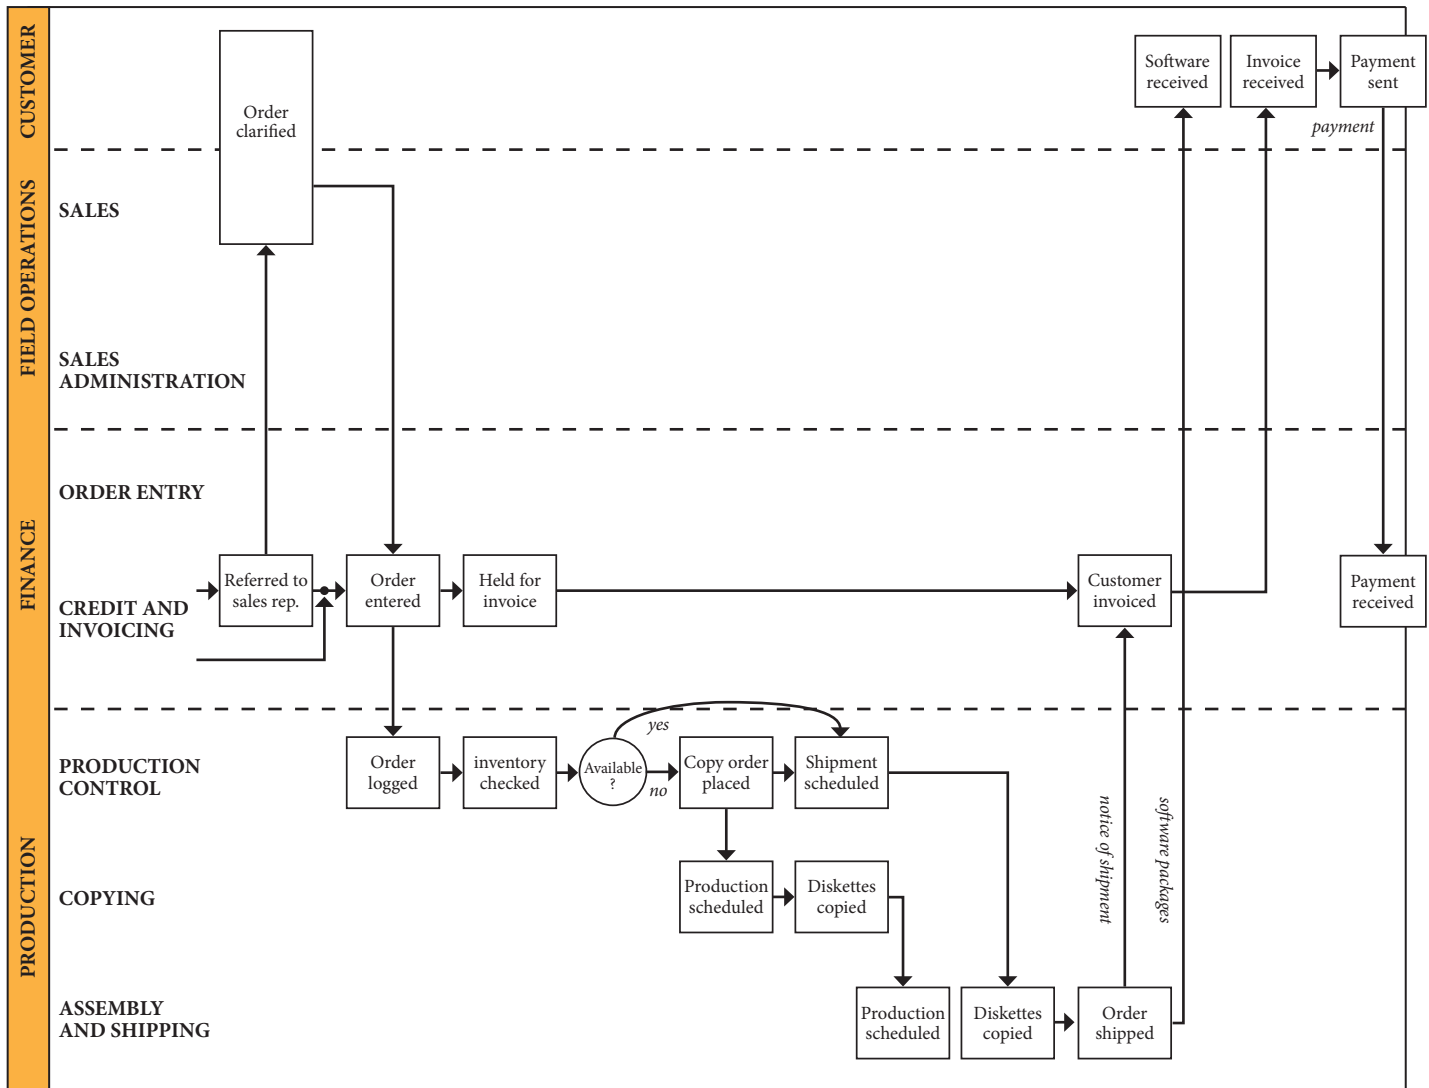 CUSTOMER
Order
clarified
Software
received
Invoice
received
Payment
sent
payment
FIELD OPERATIONS
SALES
SALES
ADMINISTRATION
FINANCE
ORDER ENTRY
CREDIT AND
INVOICING
Referred to
sales rep.
Order
entered
Held for
invoice
Customer
invoiced
Payment
received
PRODUCTION
PRODUCTION
CONTROL
Order
logged
inventory
checked
Available
?
yes
no
Copy order
placed
Shipment
scheduled
notice of shipment
software packages
COPYING
Production
scheduled
Diskettes
copied
ASSEMBLY
AND SHIPPING
Production
scheduled
Diskettes
copied
Order
shipped